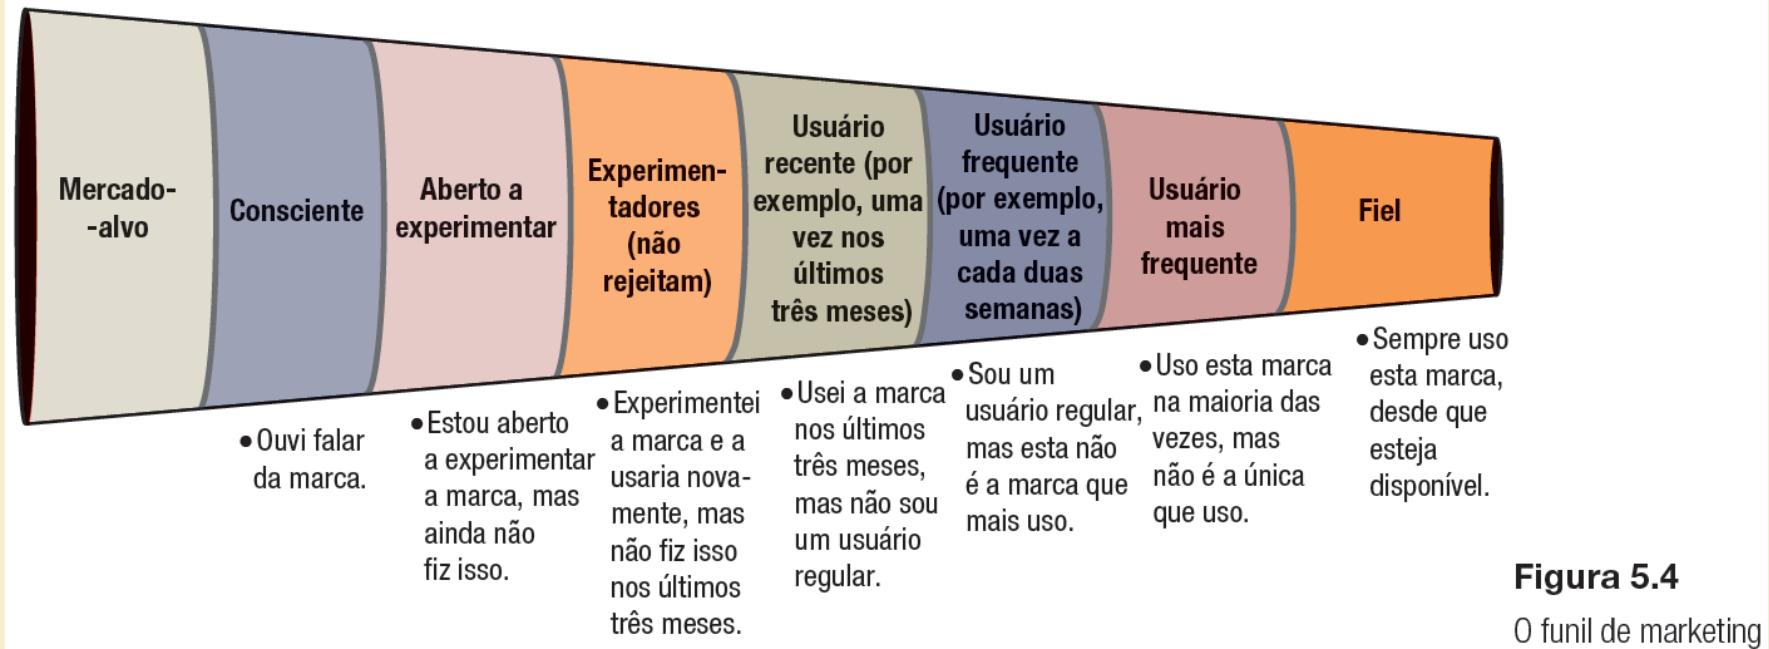 Mercado-
-alvo
Consciente
Aberto a
experimentar
Experimen-
tadores
(não
rejeitam)
Usuário
recente (por
exemplo, uma
vez nos
últimos
três meses)
Usuário
frequente
(por exemplo,
uma vez a
cada duas
semanas)
Usuário
mais
frequente
Fiel
• Ouvi falar
da marca.
• Estou aberto
a experimentar
a marca, mas
ainda não
fiz isso.
• Experimentei
a marca e a
usaria nova-
mente, mas
não fiz isso
nos últimos
três meses.
• Usei a marca
nos últimos
três meses,
mas não sou
um usuário
regular.
• Sou um
usuário regular,
mas esta não
é a marca que
mais uso.
• Uso esta marca
na maioria das
vezes, mas
não é a única
que uso.
• Sempre uso
esta marca,
desde que
esteja
disponível.
Figura 5.4
O funil de marketing